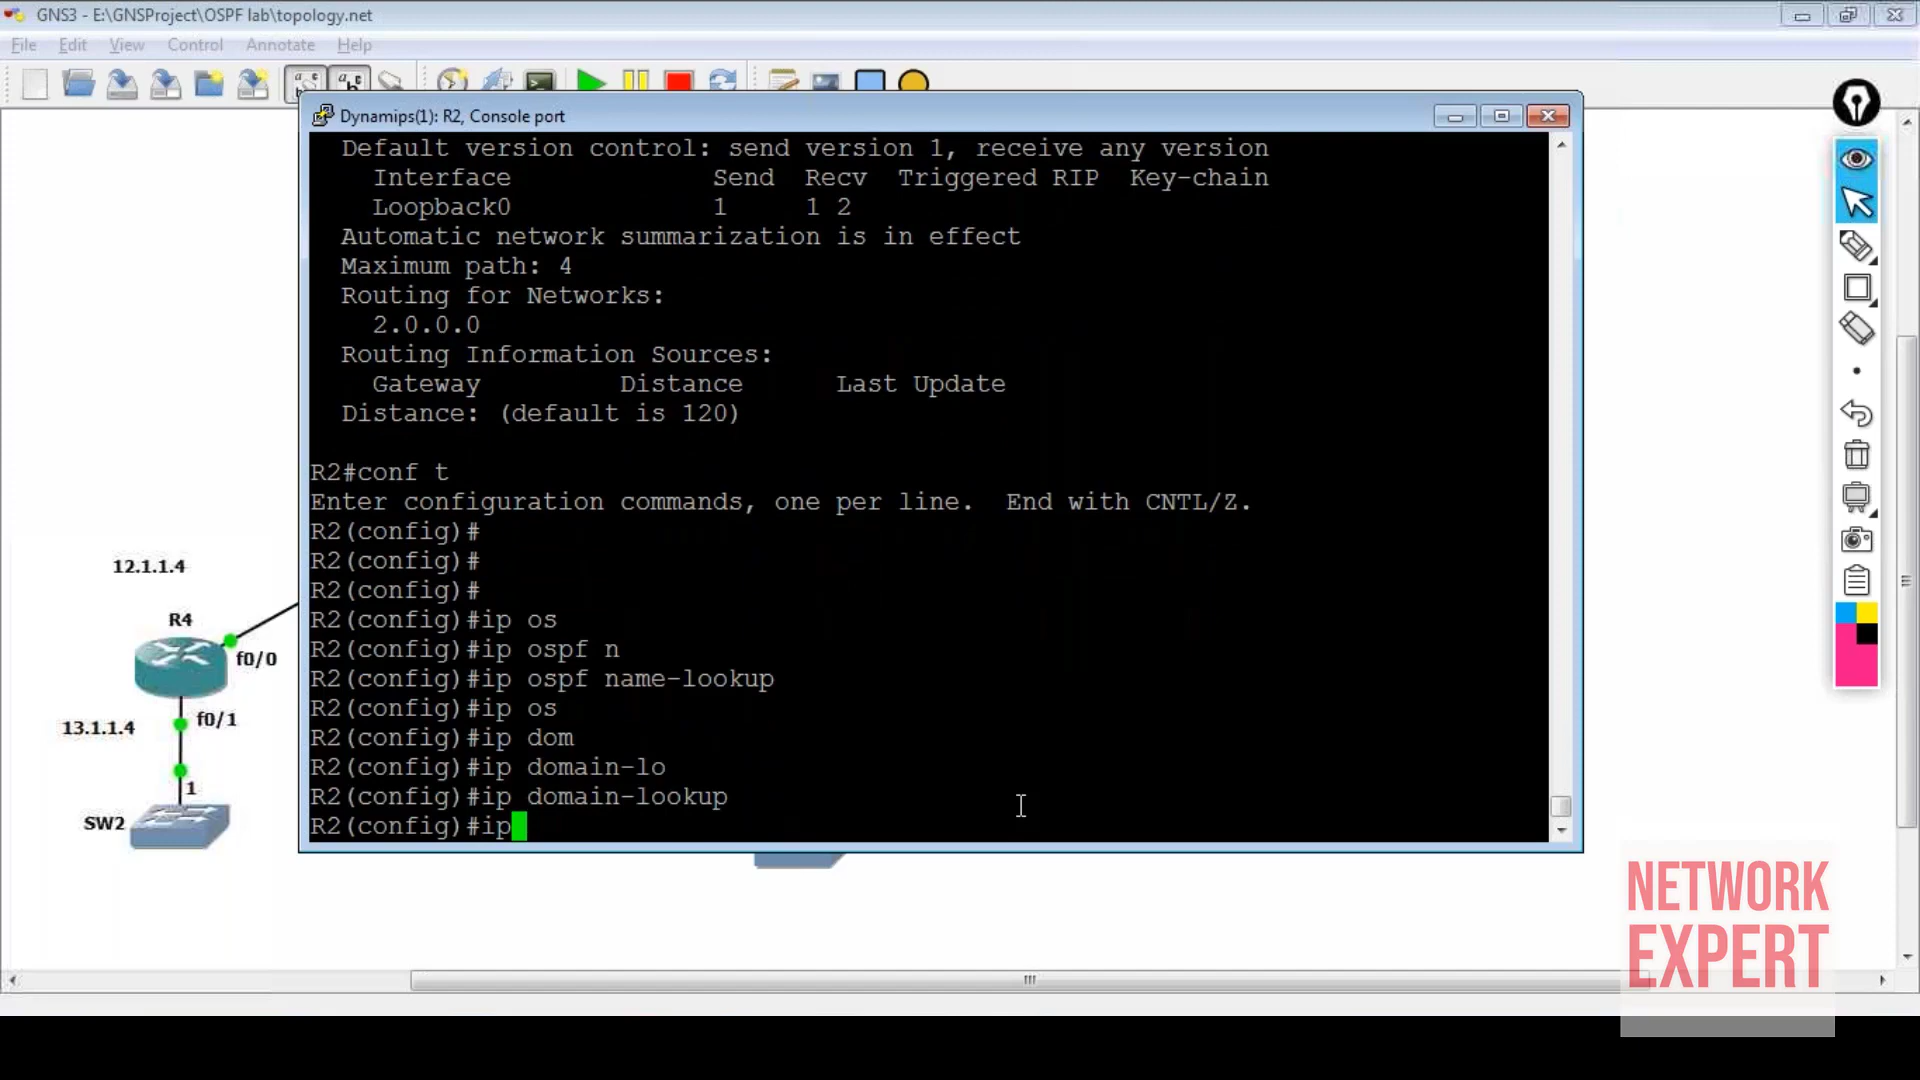 GNS3 - E:\GNSProject\OSPF lab\topology.net
File Edit View Control Annotate Help
Dynamips(1): R2, Console port
Default version control: send version 1, receive any version
Interface Send Recv Triggered RIP Key-chain
Loopback0 1 1 2
Automatic network summarization is in effect
Maximum path: 4
Routing for Networks:
2.0.0.0
Routing Information Sources:
Gateway Distance Last Update
Distance: (default is 120)
R2#conf t
Enter configuration commands, one per line. End with CNTL/Z.
R2(config)#
R2(config)#
R2(config)#
R2(config)#ip os
R2(config)#ip ospf n
R2(config)#ip ospf name-lookup
R2(config)#ip os
R2(config)#ip dom
R2(config)#ip domain-lo
R2(config)#ip domain-lookup
R2(config)#ip
12.1.1.4
R4
f0/0
f0/1
13.1.1.4
1
SW2
NETWORK
EXPERT